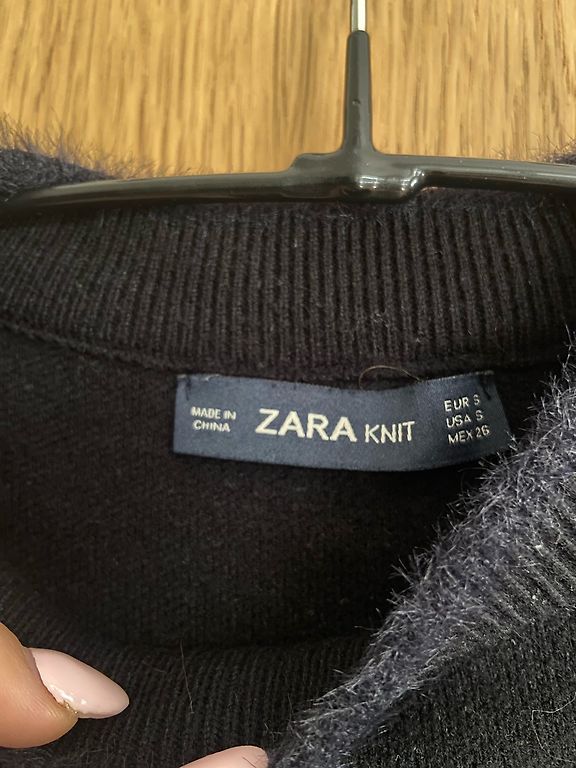 MADE IN
CHINA
ZARA KNIT
EUR S
USA S
MEX 26